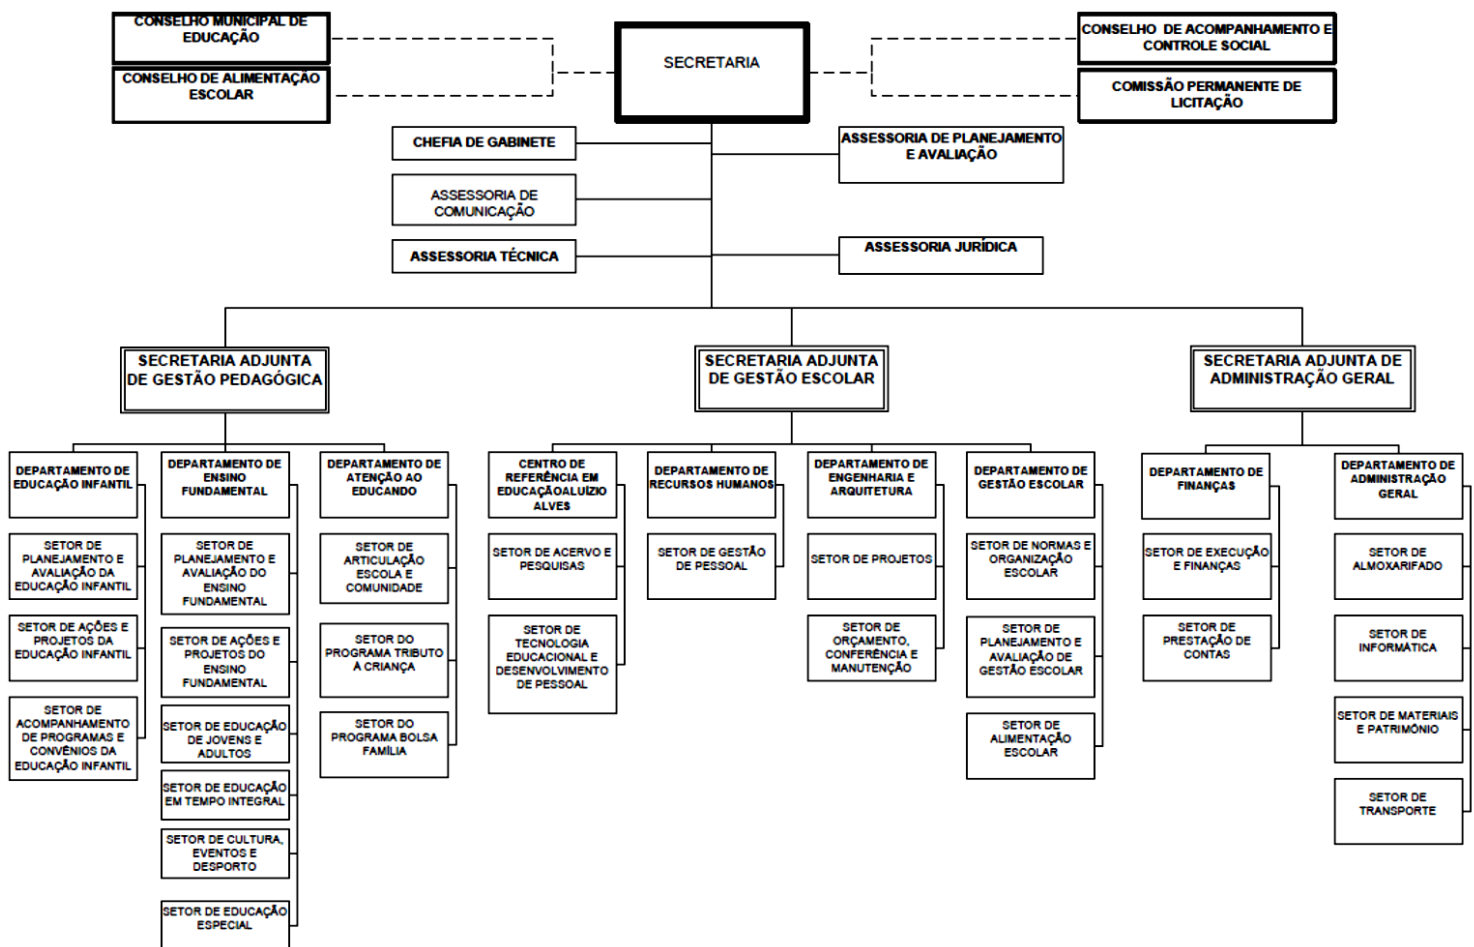 CONSELHO MUNICIPAL DE
EDUCAÇÃO
CONSELHO DE ALIMENTAÇÃO
ESCOLAR
SECRETARIA
CONSELHO DE ACOMPANHAMENTO E
CONTROLE SOCIAL
COMISSÃO PERMANENTE DE
LICITAÇÃO
CHEFIA DE GABINETE
ASSESSORIA DE PLANEJAMENTO
E AVALIAÇÃO
ASSESSORIA DE
COMUNICAÇÃO
ASSESSORIA TÉCNICA
ASSESSORIA JURÍDICA
SECRETARIA ADJUNTA
DE GESTÃO PEDAGÓGICA
SECRETARIA ADJUNTA
DE GESTÃO ESCOLAR
SECRETARIA ADJUNTA DE
ADMINISTRAÇÃO GERAL
DEPARTAMENTO DE
EDUCAÇÃO INFANTIL
SETOR DE
PLANEJAMENTO E
AVALIAÇÃO DA
EDUCAÇÃO INFANTIL
SETOR DE AÇÕES E
PROJETOS DA
EDUCAÇÃO INFANTIL
SETOR DE
ACOMPANHAMENTO
DE PROGRAMAS E
CONVÊNIOS DA
EDUCAÇÃO INFANTIL
DEPARTAMENTO DE
ENSINO
FUNDAMENTAL
SETOR DE
PLANEJAMENTO E
AVALIAÇÃO DO
ENSINO
FUNDAMENTAL
SETOR DE AÇÕES E
PROJETOS DO
ENSINO
FUNDAMENTAL
SETOR DE EDUCAÇÃO
DE JOVENS E
ADULTOS
SETOR DE EDUCAÇÃO
EM TEMPO INTEGRAL
SETOR DE CULTURA,
EVENTOS E
DESPORTO
SETOR DE EDUCAÇÃO
ESPECIAL
DEPARTAMENTO DE
ATENÇÃO AO
EDUCANDO
SETOR DE
ARTICULAÇÃO
ESCOLA E
COMUNIDADE
SETOR DO
PROGRAMA TRIBUTO
À CRIANÇA
SETOR DO
PROGRAMA BOLSA
FAMÍLIA
CENTRO DE
REFERÊNCIA EM
EDUCAÇÃOALUÍZIO
ALVES
SETOR DE ACERVO E
PESQUISAS
SETOR DE
TECNOLOGIA
EDUCACIONAL E
DESENVOLVIMENTO
DE PESSOAL
DEPARTAMENTO DE
RECURSOS HUMANOS
SETOR DE GESTÃO
DE PESSOAL
DEPARTAMENTO DE
ENGENHARIA E
ARQUITETURA
SETOR DE PROJETOS
SETOR DE
ORÇAMENTO,
CONFERÊNCIA E
MANUTENÇÃO
DEPARTAMENTO DE
GESTÃO ESCOLAR
SETOR DE NORMAS E
ORGANIZAÇÃO
ESCOLAR
SETOR DE
PLANEJAMENTO E
AVALIAÇÃO DE
GESTÃO ESCOLAR
SETOR DE
ALIMENTAÇÃO
ESCOLAR
DEPARTAMENTO DE
FINANÇAS
SETOR DE EXECUÇÃO
E FINANÇAS
SETOR DE
PRESTAÇÃO DE
CONTAS
DEPARTAMENTO DE
ADMINISTRAÇÃO
GERAL
SETOR DE
ALMOXARIFADO
SETOR DE
INFORMÁTICA
SETOR DE MATERIAIS
E PATRIMÔNIO
SETOR DE
TRANSPORTE